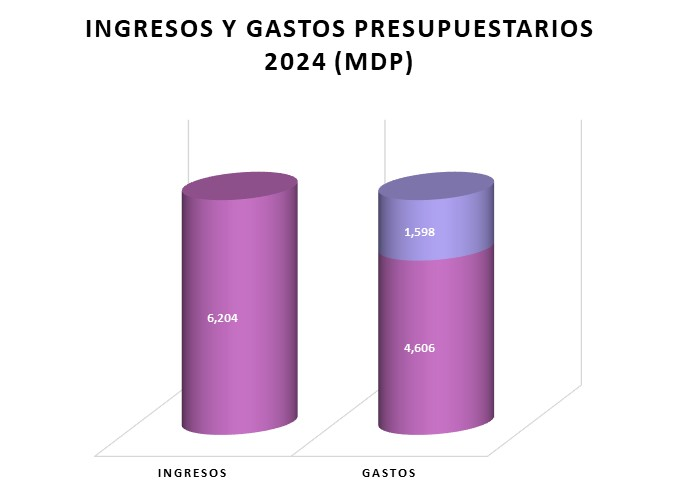 INGRESOS Y GASTOS PRESUPUESTARIOS
2024 (MDP)
1,598
6,204
4,606
INGRESOS
GASTOS